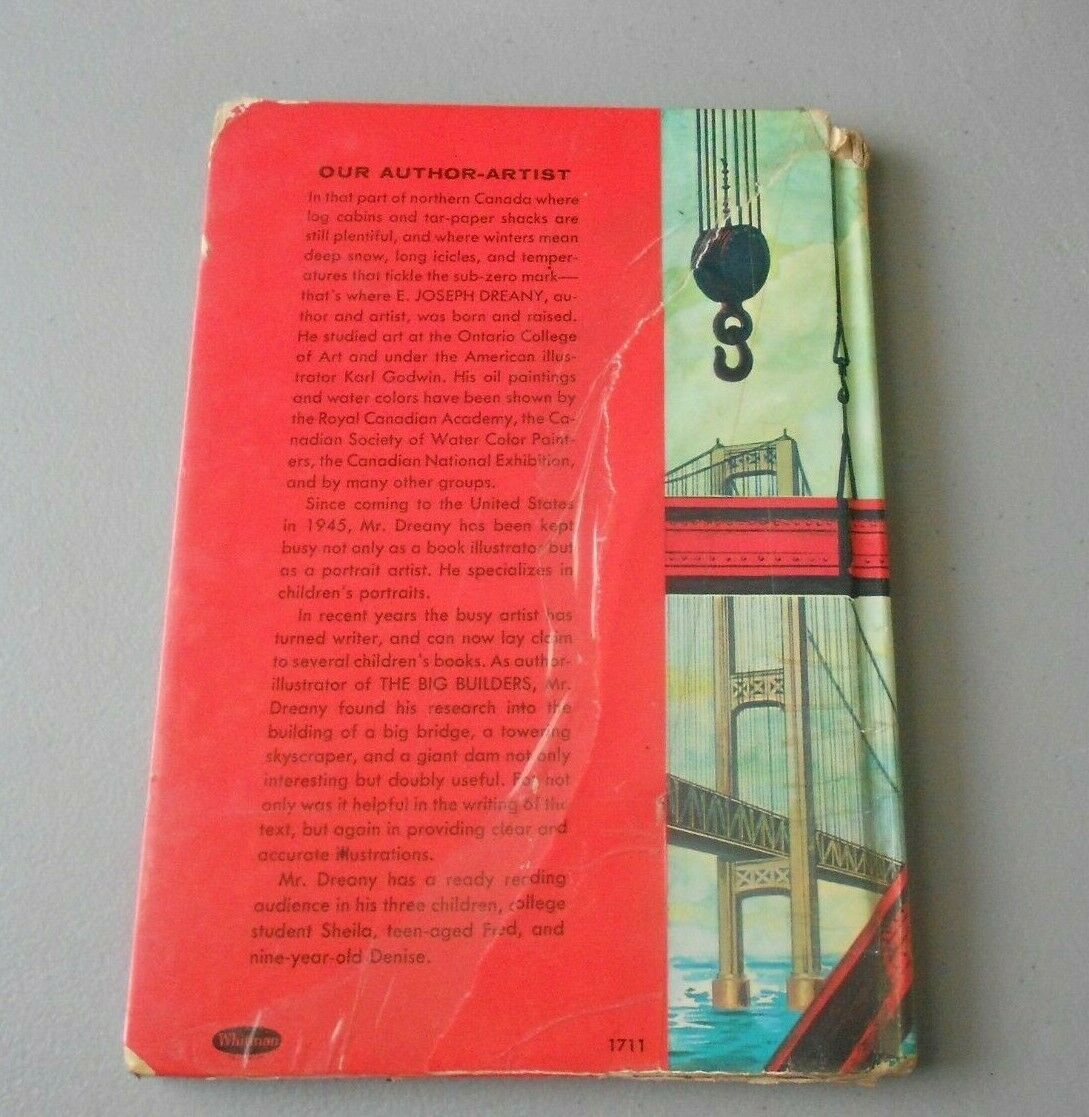 OUR AUTHOR-ARTIST
In that part of northern Canada where
log cabins and tar-paper shacks are
still plentiful, and where winters mean
deep snow, long icicles, and temper-
atures that tickle the sub-zero mark—
that's where E. JOSEPH DREANY, au-
thor and artist, was born and raised.
He studied art at the Ontario College
of Art and under the American illus-
trator Karl Godwin. His oil paintings
and water colors have been shown by
the Royal Canadian Academy, the Ca-
nadian Society of Water Color Paint-
ers, the Canadian National Exhibition,
and by many other groups.
Since coming to the United States
in 1945, Mr. Dreany has been kept
busy not only as a book illustrator but
as a portrait artist. He specializes in
children's portraits.
In recent years the busy artist has
turned writer, and can now lay claim
to several children's books. As author-
illustrator of THE BIG BUILDERS, Mr.
Dreany found his research into the
building of a big bridge, a towering
skyscraper, and a giant dam not only
interesting but doubly useful. For not
only was it helpful in the writing of the
text, but again in providing clear and
accurate illustrations.
Mr. Dreany has a ready reading
audience in his three children, college
student Sheila, teen-aged Fred, and
nine-year-old Denise.
Whitman
1711